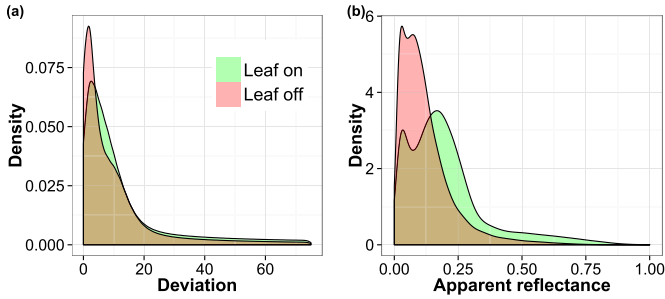 (a)
Density
0.075
0.050
0.025
0.000
Leaf on
Leaf off
0 20 40 60
Deviation
(b)
Density
6
4
2
0
0.00 0.25 0.50 0.75 1.00
Apparent reflectance